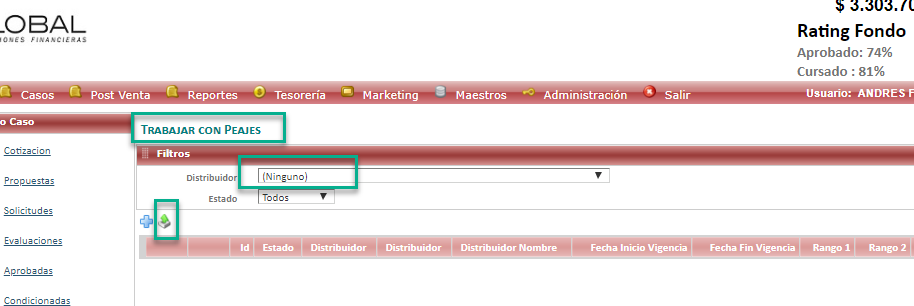 $ 3.303.70
LOBAL
IONES FINANCIERAS
Rating Fondo
Aprobado: 74%
Cursado : 81%
Casos Post Venta Reportes Tesorería Marketing Maestros Administración Salir Usuario: ANDRES F
o Caso
TRABAJAR CON PEAJES
Cotizacion
Filtros
Propuestas
Distribuidor (Ninguno)
Estado Todos
Solicitudes
Evaluaciones
Id Estado Distribuidor Distribuidor Distribuidor Nombre Fecha Inicio Vigencia Fecha Fin Vigencia Rango 1 Rango 2
Aprobadas
Condicionadas